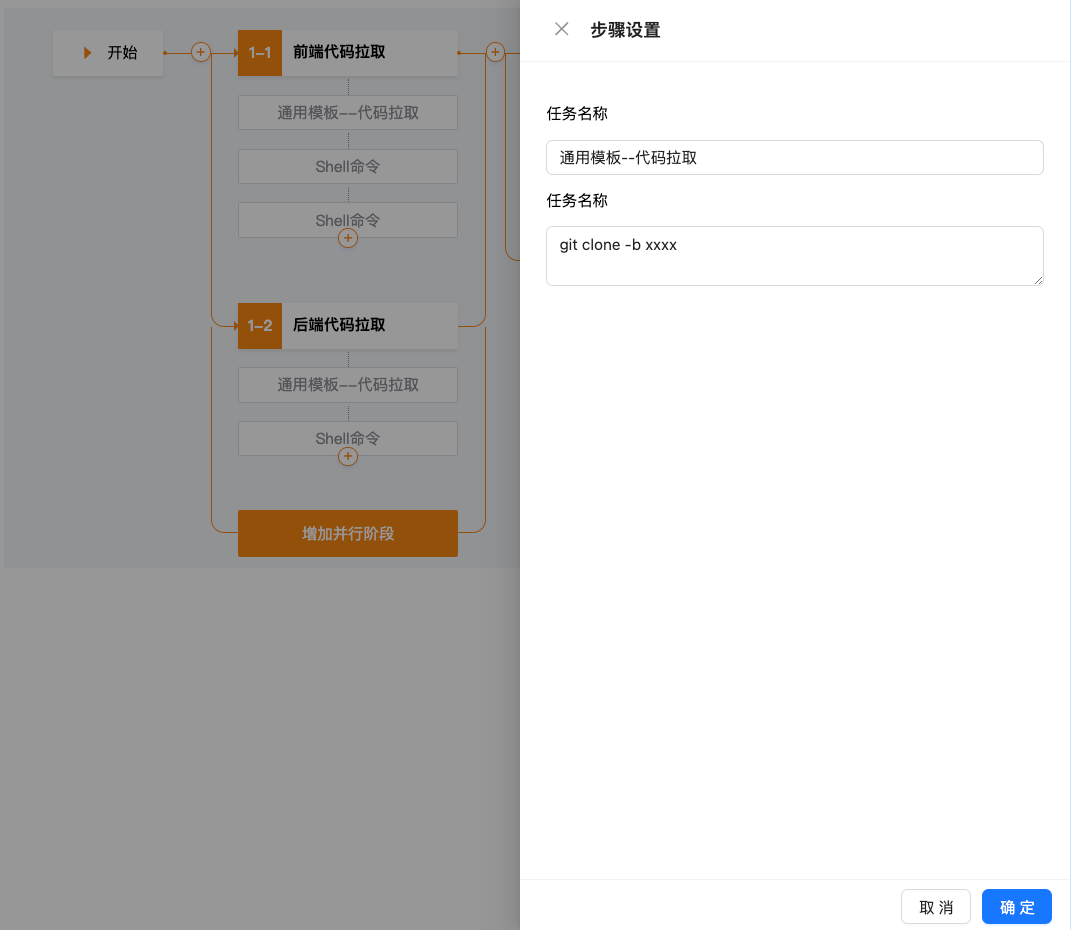 开始
1-1 前端代码拉取
通用模板--代码拉取
Shell命令
Shell命令
1-2 后端代码拉取
通用模板--代码拉取
Shell命令
增加并行阶段
步骤设置
任务名称
通用模板--代码拉取
任务名称
git clone -b xxxx
取 消
确 定